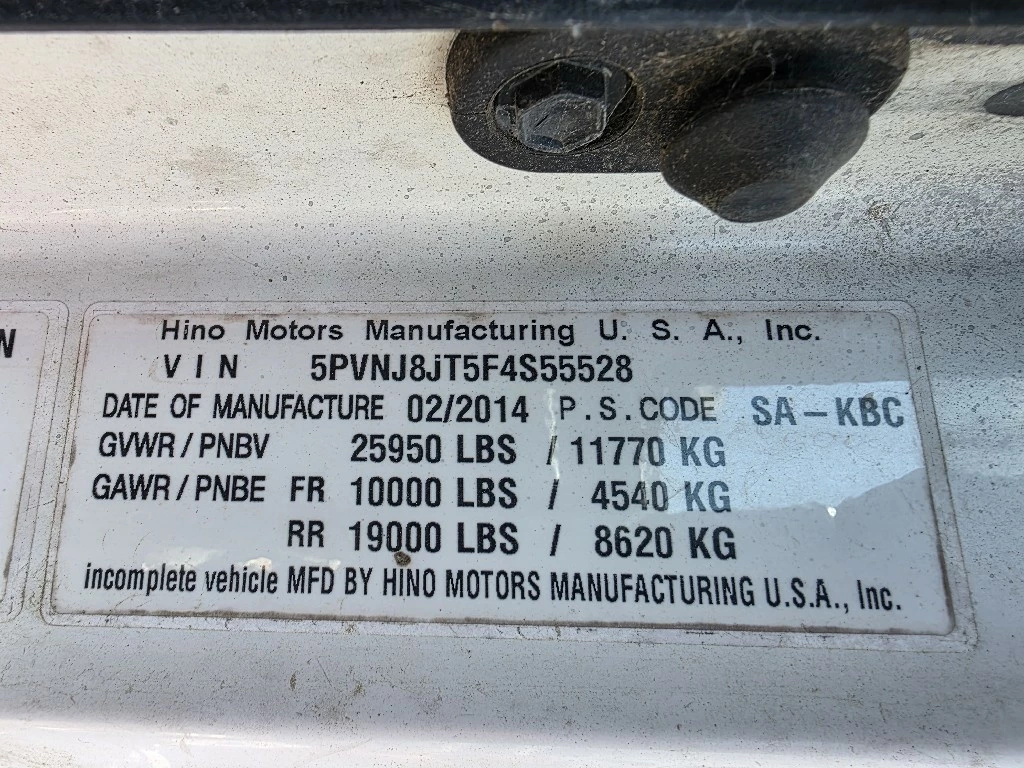 N
Hino Motors Manufacturing U. S. A., Inc.
VIN 5PVNJ8JT5F4S55528
DATE OF MANUFACTURE 02/2014 P.S.CODE SA-KBC
GVWR/PNBV 25950 LBS / 11770 KG
GAWR/PNBE FR 10000 LBS / 4540 KG
RR 19000 LBS / 8620 KG
incomplete vehicle MFD BY HINO MOTORS MANUFACTURING U.S.A., Inc.